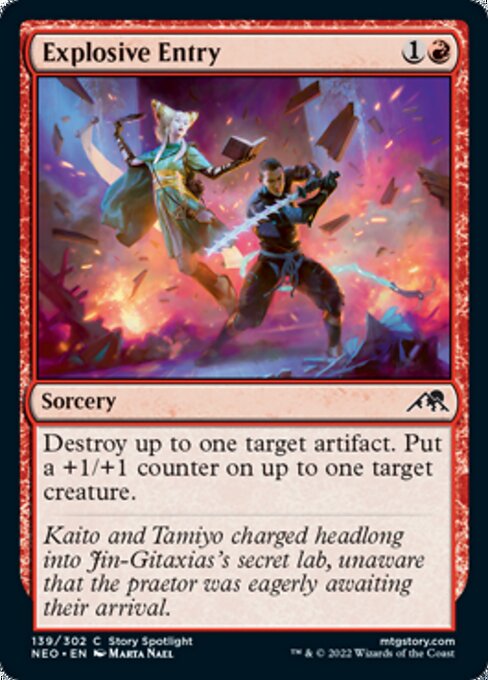 Explosive Entry 1
Sorcery
Destroy up to one target artifact. Put
a +1/+1 counter on up to one target
creature.
Kaito and Tamiyo charged headlong
into Jin-Gitaxias's secret lab, unaware
that the praetor was eagerly awaiting
their arrival.
139/302 C Story Spotlight mtgstory.com
NEO • EN Marta Nael ™ & © 2022 Wizards of the Coast